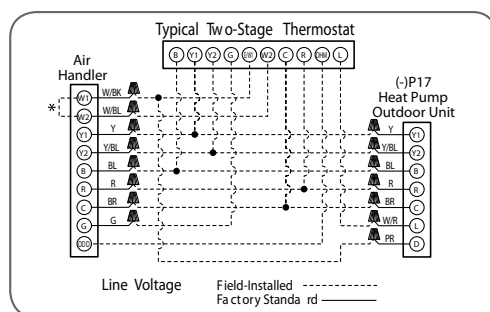 Typical Two-Stage Thermostat
B Y1 Y2 G E/W1 W2 C R DHM L
Air
Handler
(-)P17
Heat Pump
Outdoor Unit
*
W1 W/BK
W2 W/BL
Y1 Y
Y Y1
Y2 Y/BL
Y/BL Y2
B BL
BL B
R R
R R
C BR
BR C
G G
W/R L
ODD
PR D
Line Voltage
Field-Installed
Factory Standard